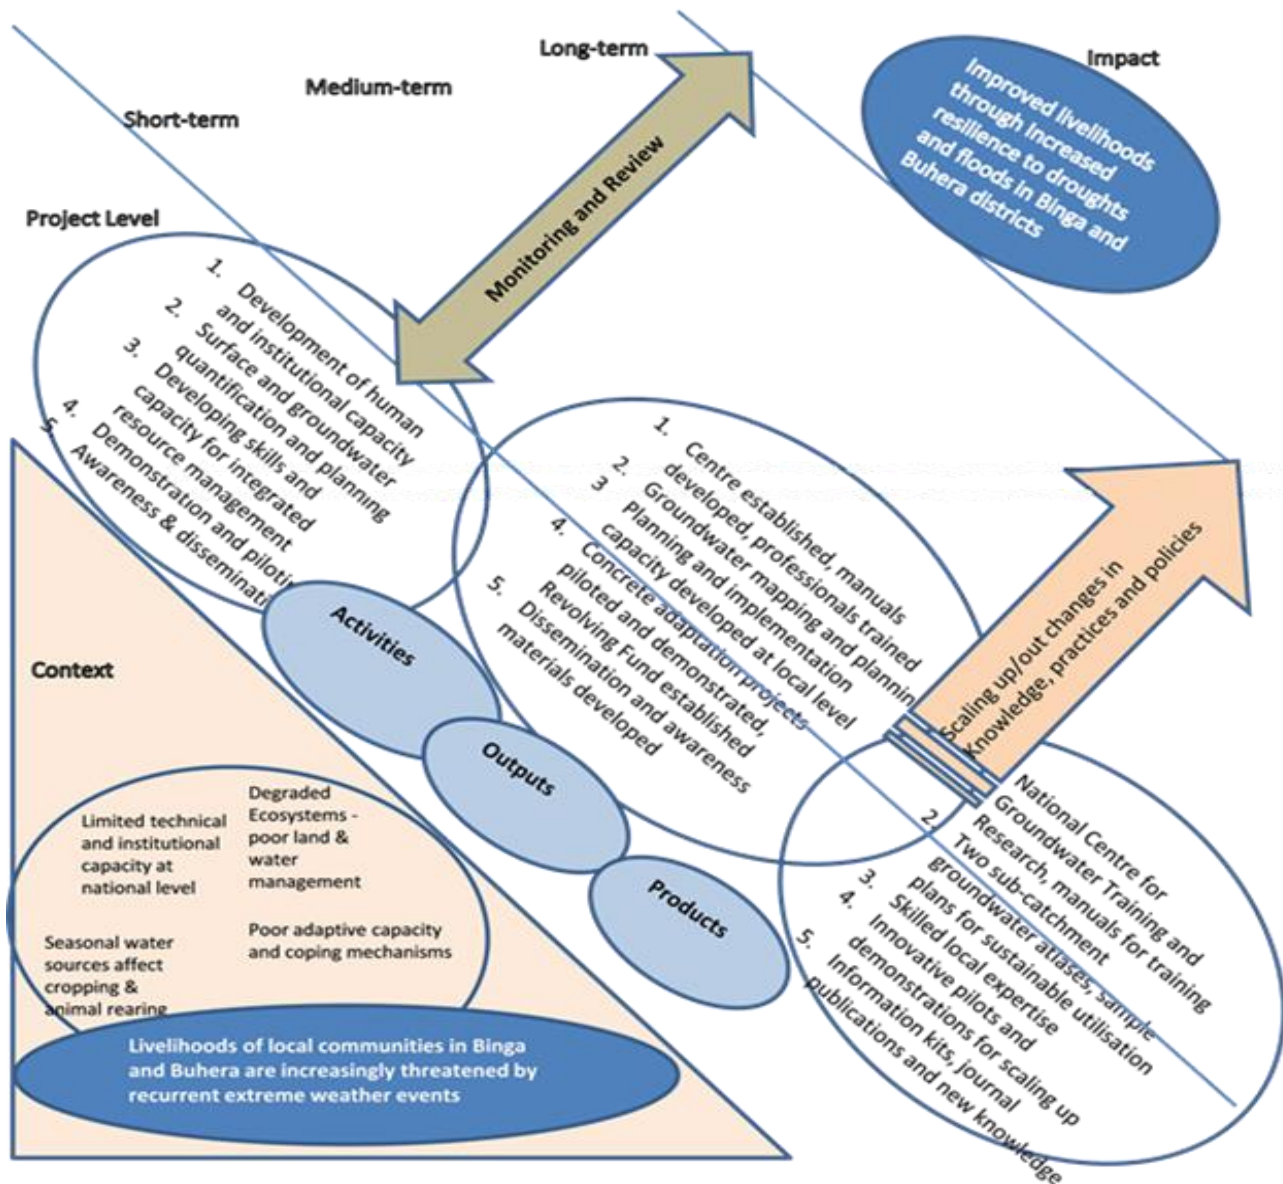 Long-term
Impact
Medium-term
Short-term
Project Level
Monitoring and Review
Improved livelihoods
through Increased
resilience to droughts
and floods in Binga and
Buhera districts
1. Development of human
and institutional capacity
2. Surface and groundwater
quantification and planning
3. Developing skills and
capacity for integrated
resource management
4. Demonstration and
5. Awareness &
Activities
1. Centre established, manuals
developed, professionals trained
2. Groundwater mapping and
3 Planning and implementation
capacity developed at local level
4. Concrete adaptation projects
piloted and demonstrated,
Revolving Fund established
5. Dissemination and awareness
materials developed
Outputs
Scaling up/out changes in
Knowledge, practices and policies
National Centre for
Groundwater Training and
Research, manuals for training
2. Two sub-catchment
groundwater atlases, sample
plans for sustainable utilisation
3. Skilled local expertise
4. Innovative pilots and
demonstrations for scaling up
5. Information kits, journal
publications and new knowledge
Products
Context
Limited technical
and institutional
capacity at
national level
Degraded
Ecosystems -
poor land &
water
management
Seasonal water
sources affect
cropping &
animal rearing
Poor adaptive capacity
and coping mechanisms
Livelihoods of local communities in Binga
and Buhera are increasingly threatened by
recurrent extreme weather events